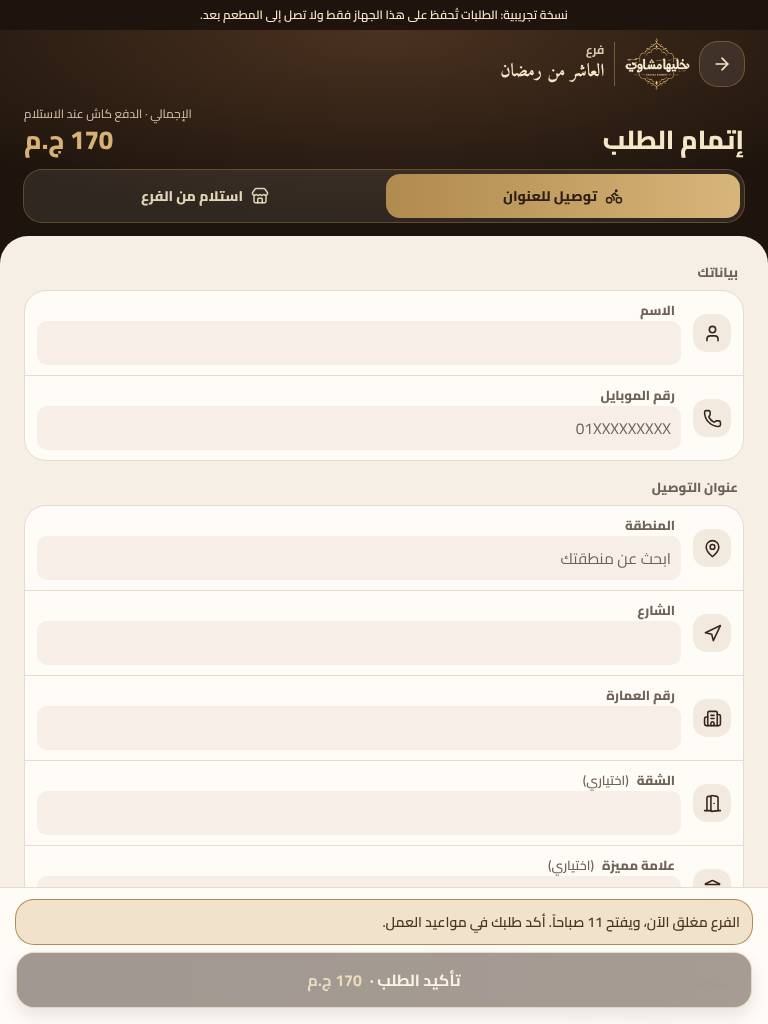 نسخة تجريبية: الطلبات تُحفظ على هذا الجهاز فقط ولا تصل إلى المطعم بعد.
خليها مشاوي
فرع
العاشر من رمضان
إتمام الطلب
الإجمالي · الدفع كاش عند الاستلام
170 ج.م
توصيل للعنوان
استلام من الفرع
بياناتك
الاسم
رقم الموبايل
01XXXXXXXXX
عنوان التوصيل
المنطقة
ابحث عن منطقتك
الشارع
رقم العمارة
الشقة (اختياري)
علامة مميزة (اختياري)
الفرع مغلق الآن، ويفتح 11 صباحاً. أكد طلبك في مواعيد العمل.
تأكيد الطلب · 170 ج.م